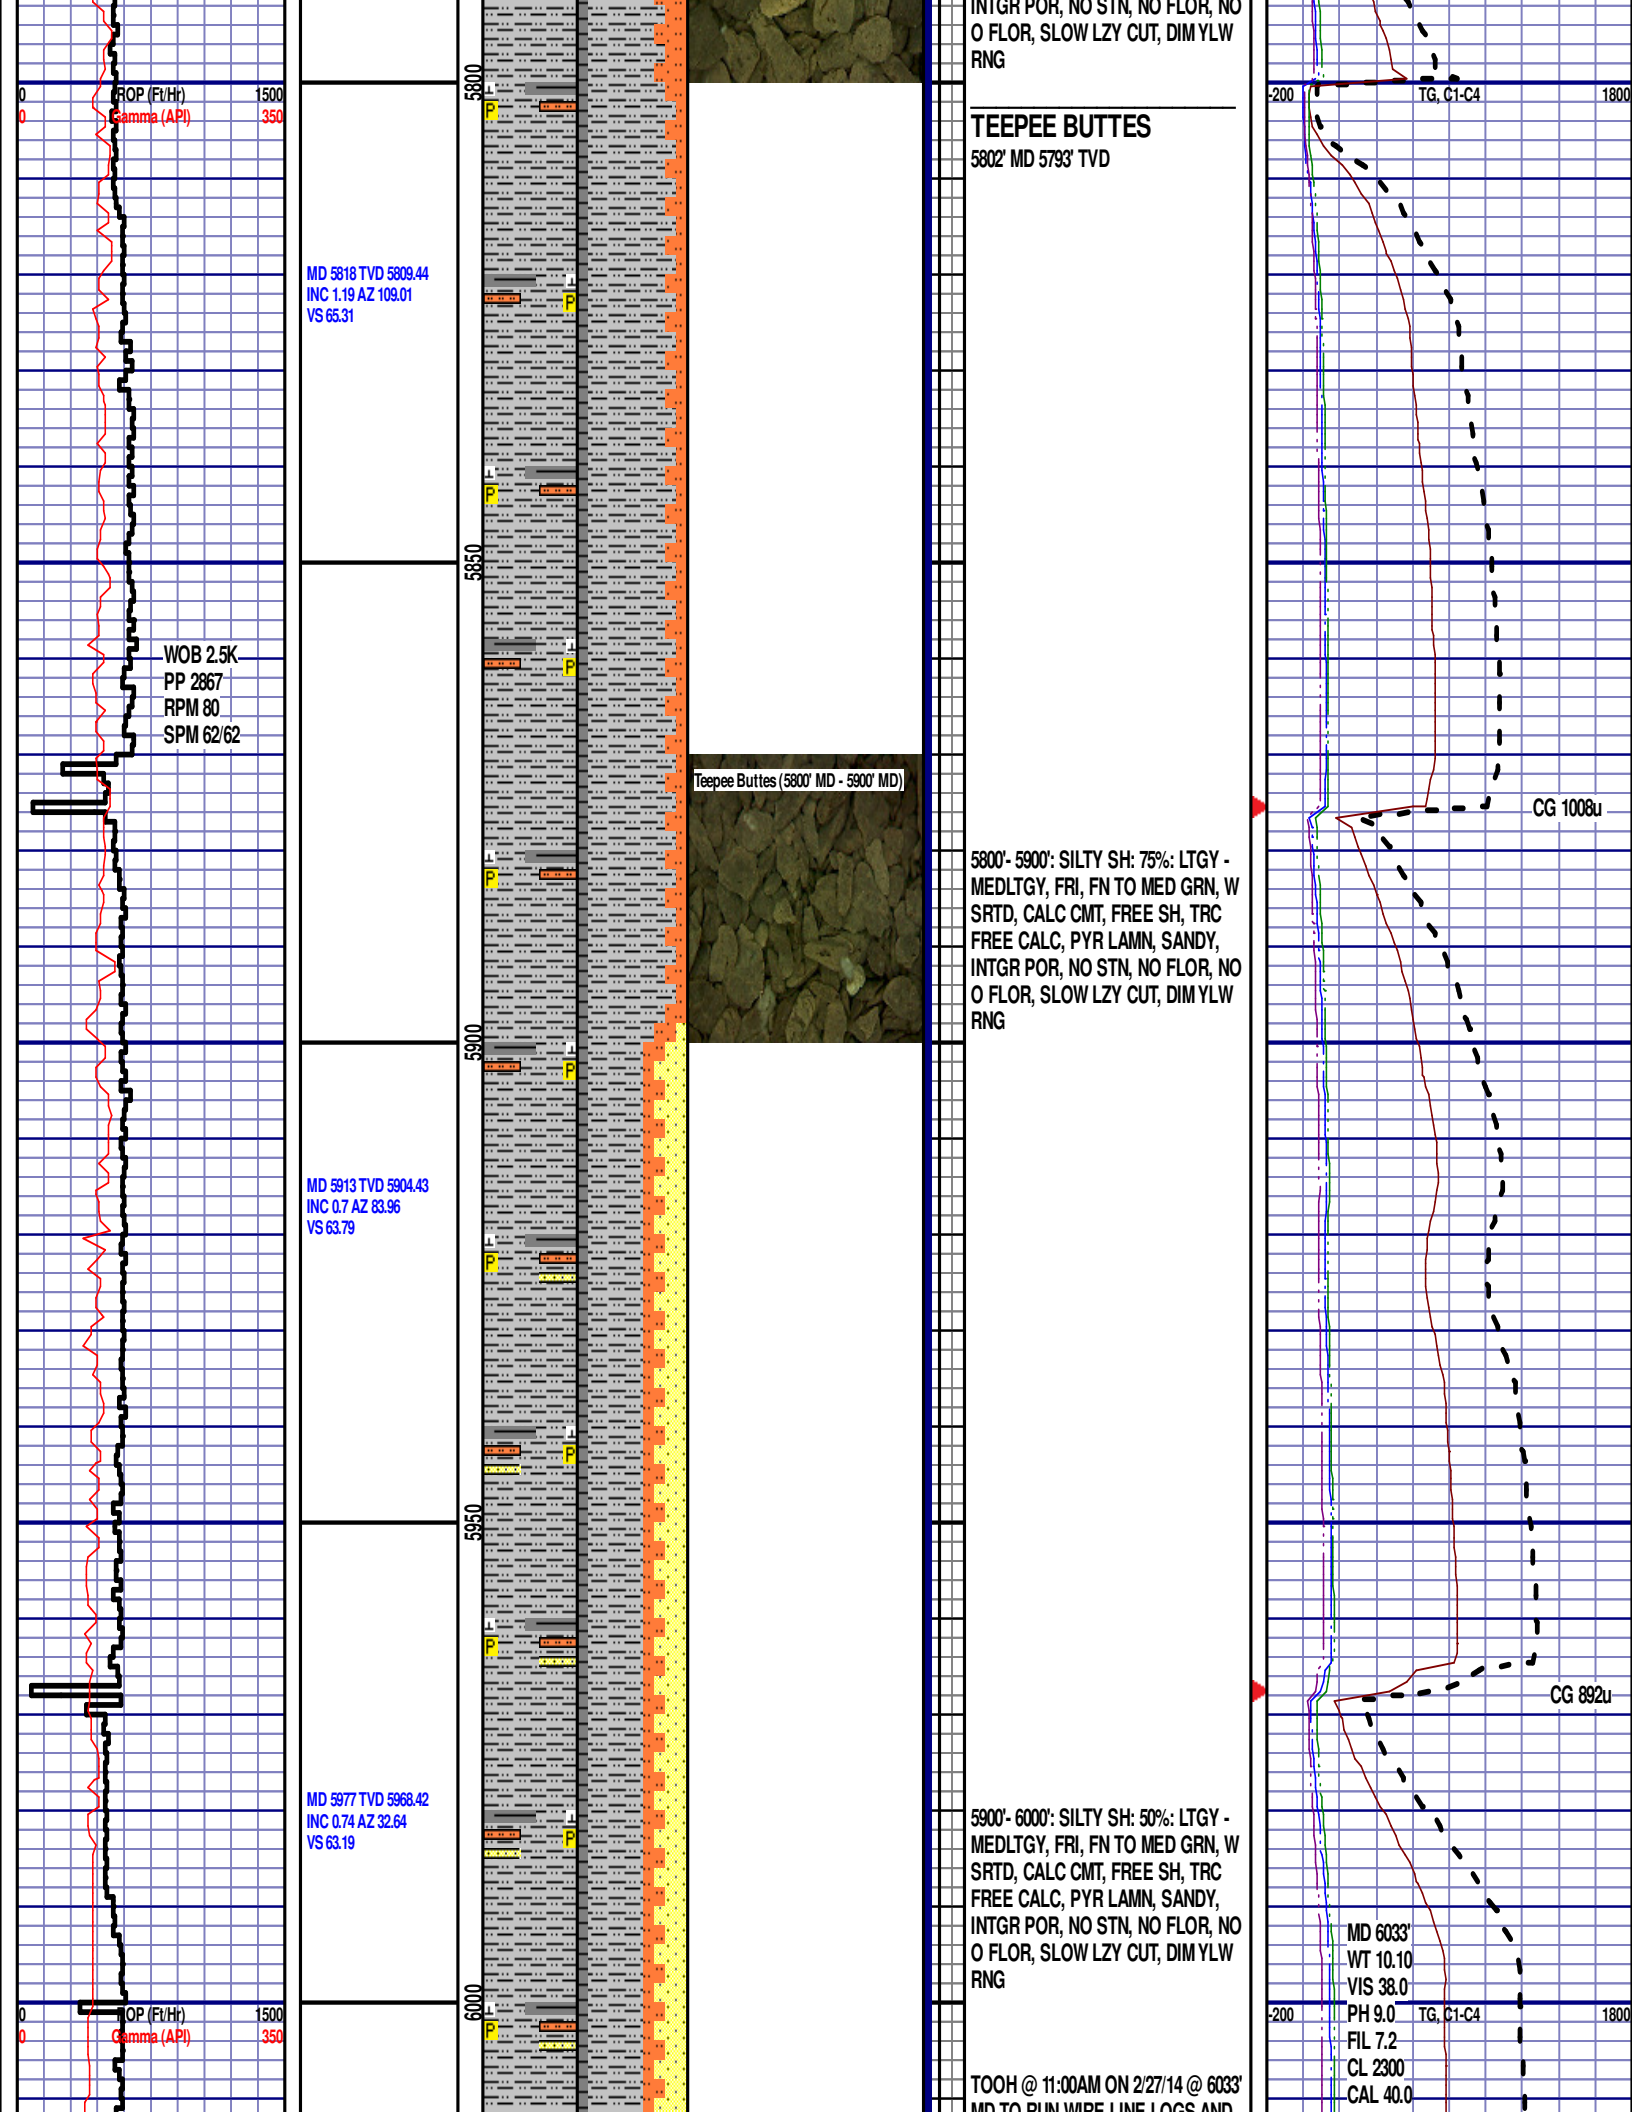 INTGR POR, NO STN, NO FLOR, NO
O FLOR, SLOW LZY CUT, DIM YLW
RNG
0 ROP (Ft/Hr) 1500
0 Gamma (API) 350
5800
P
-200 TG, C1-C4 1800
TEEPEE BUTTES
5802' MD 5793' TVD
MD 5818 TVD 5809.44
INC 1.19 AZ 109.01
VS 65.31
P
P
5850
WOB 2.5K
PP 2867
RPM 80
SPM 62/62
P
Teepee Buttes (5800' MD - 5900' MD)
CG 1008u
P
5800'- 5900': SILTY SH: 75%: LTGY -
MEDLTGY, FRI, FN TO MED GRN, W
SRTD, CALC CMT, FREE SH, TRC
FREE CALC, PYR LAMN, SANDY,
INTGR POR, NO STN, NO FLOR, NO
O FLOR, SLOW LZY CUT, DIM YLW
RNG
5900
P
MD 5913 TVD 5904.43
INC 0.7 AZ 83.96
VS 63.79
P
P
5950
P
CG 892u
MD 5977 TVD 5968.42
INC 0.74 AZ 32.64
VS 63.19
P
5900'- 6000': SILTY SH: 50%: LTGY -
MEDLTGY, FRI, FN TO MED GRN, W
SRTD, CALC CMT, FREE SH, TRC
FREE CALC, PYR LAMN, SANDY,
INTGR POR, NO STN, NO FLOR, NO
O FLOR, SLOW LZY CUT, DIM YLW
RNG
MD 6033'
WT 10.10
VIS 38.0
PH 9.0
FIL 7.2
CL 2300
CAL 40.0
6000
0 ROP (Ft/Hr) 1500
0 Gamma (API) 350
P
-200 TG, C1-C4 1800
TOOH @ 11:00AM ON 2/27/14 @ 6033'
MD TO RUN WIRE LINE LOGS AND